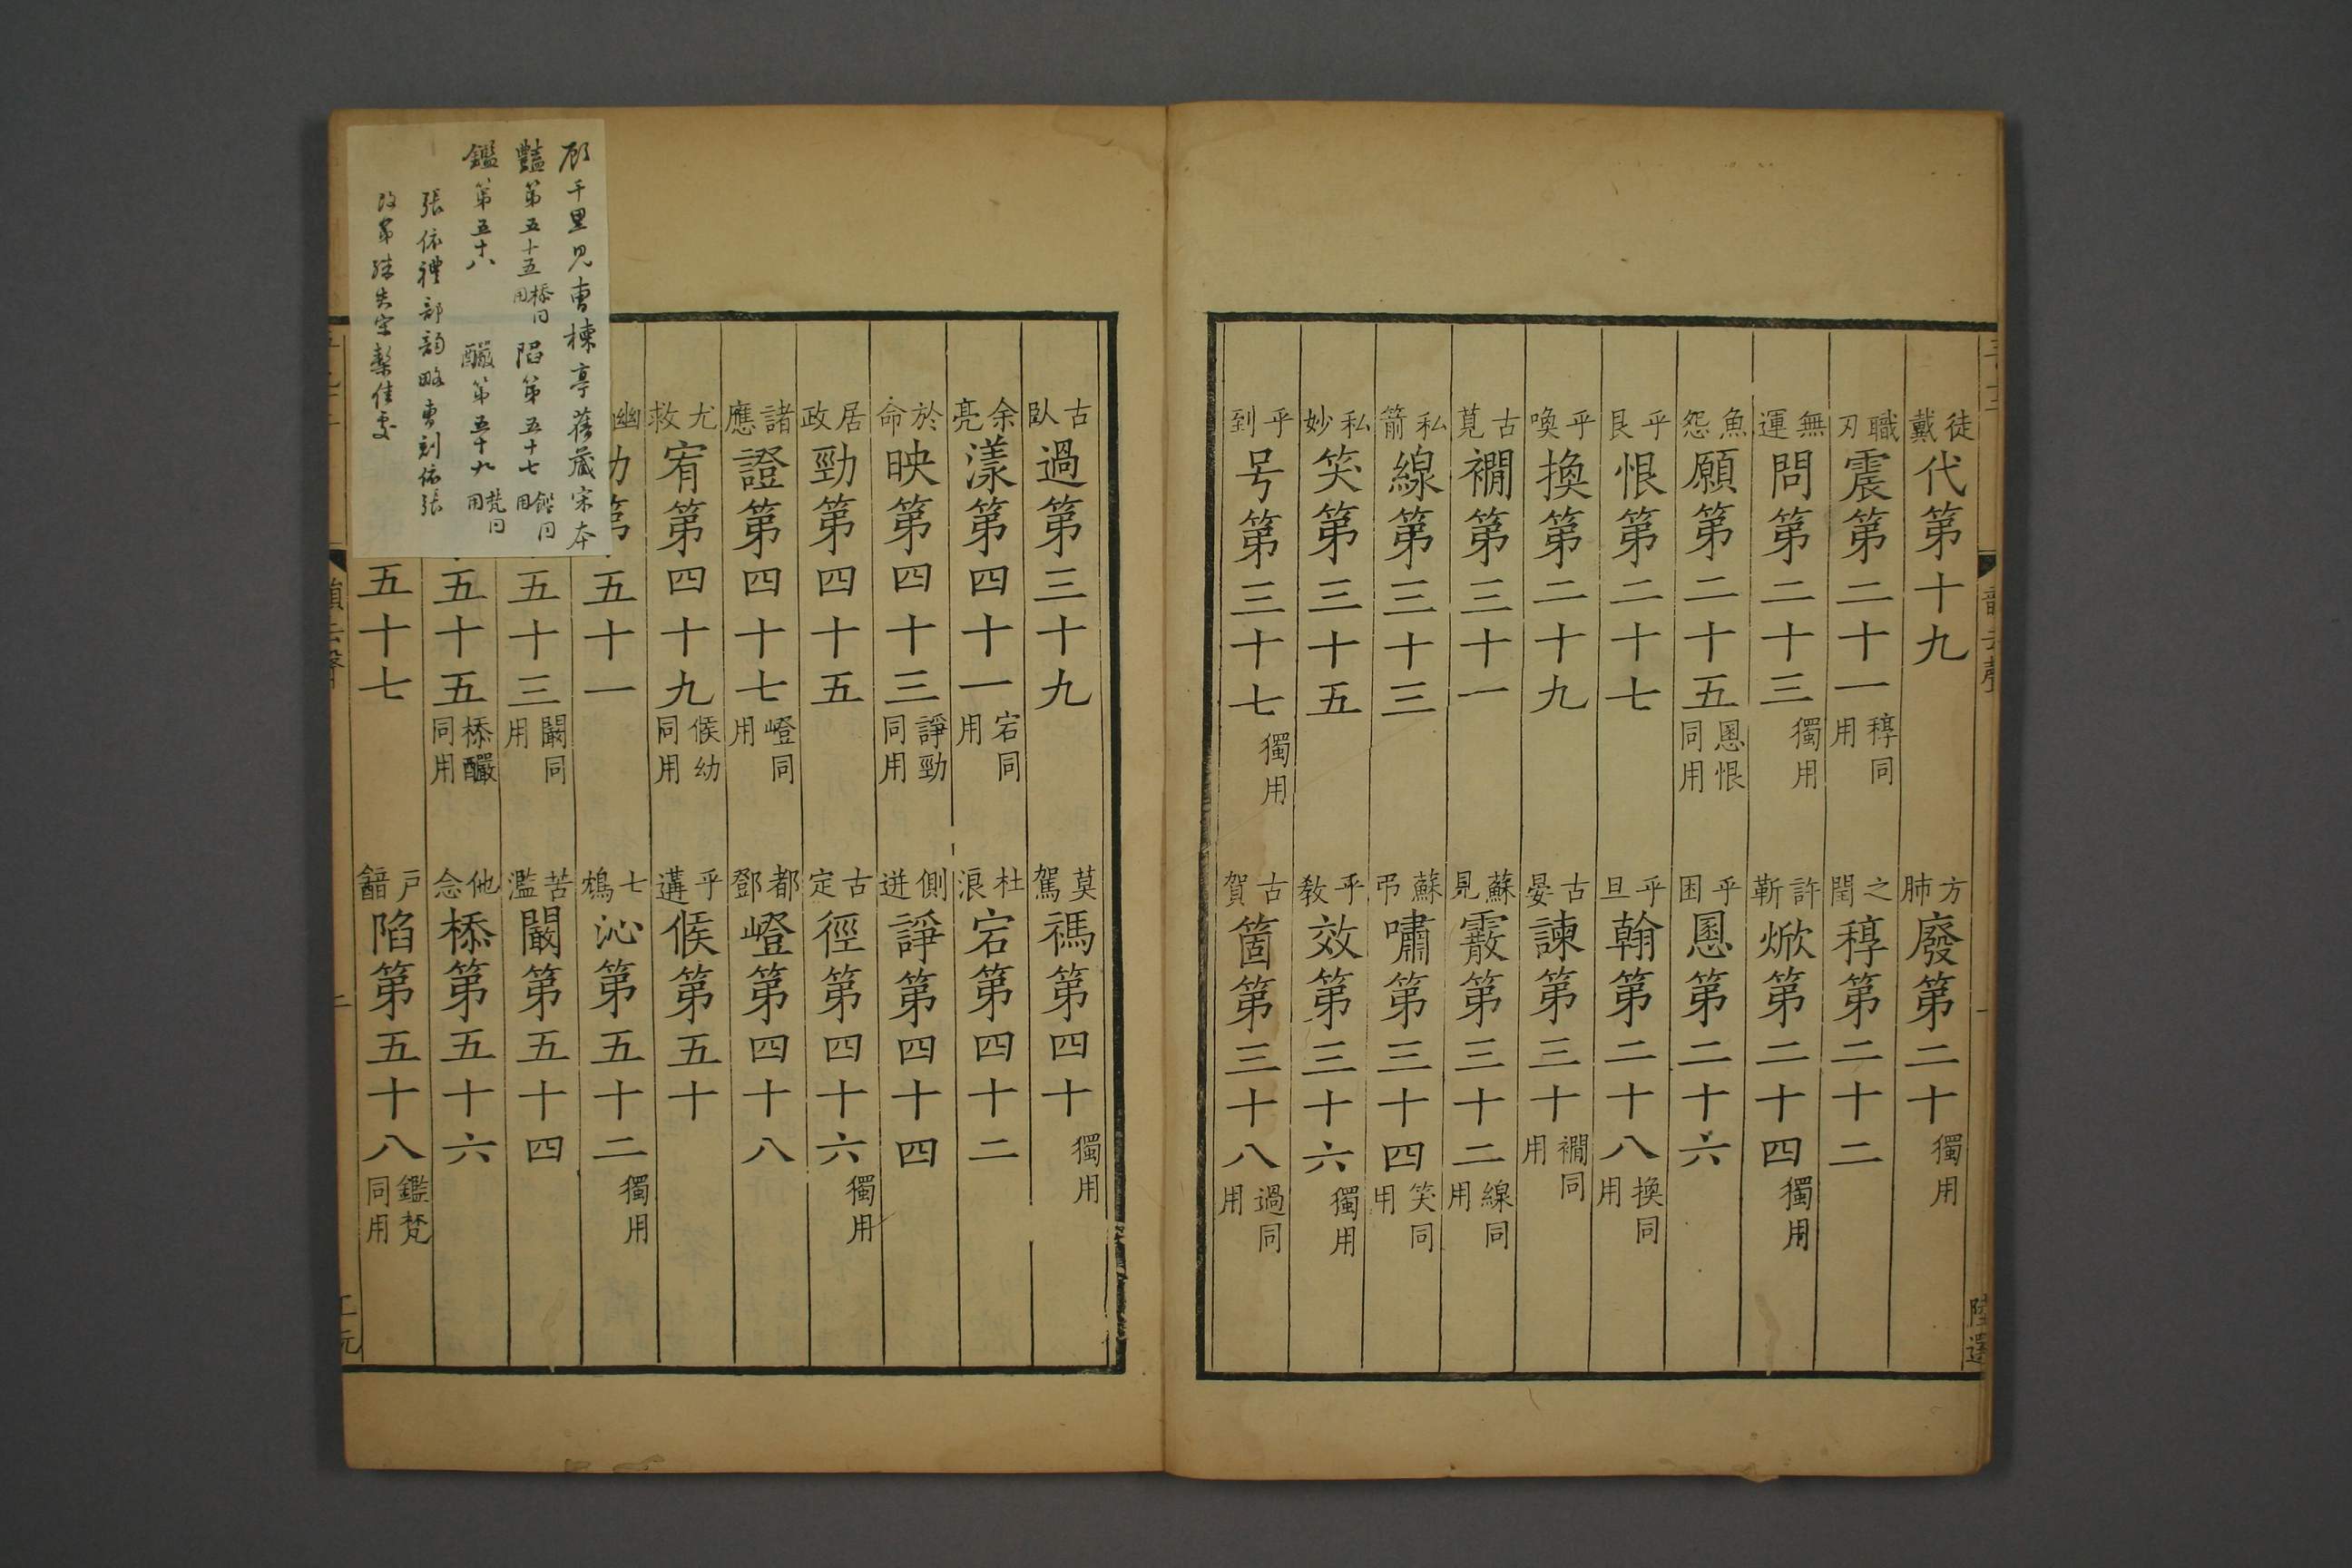 徒戴代第十九 方肺廢第二十獨用
職刃震第二十一稕同用 之閏稕第二十二
無運問第二十三獨用 許靳焮第二十四獨用
魚怨願第二十五慁恨同用 乎困慁第二十六
乎艮恨第二十七 乎旦翰第二十八換同用
乎喚換第二十九 古晏諫第三十襉同用
古莧襉第三十一 蘇見霰第三十二線同用
私箭線第三十三 蘇弔嘯第三十四笑同用
私妙笑第三十五 乎教效第三十六獨用
乎到号第三十七獨用 古賀箇第三十八過同用
古臥過第三十九 莫駕禡第四十獨用
余亮漾第四十一宕同用 杜浪宕第四十二
於命映第四十三諍勁同用 側迸諍第四十四
居政勁第四十五 古定徑第四十六獨用
諸應證第四十七嶝同用 都鄧嶝第四十八
尤救宥第四十九候幼同用 乎遘候第五十
幽 五十一 七鴆沁第五十二獨用
五十三闞同用 苦濫闞第五十四
五十五㮇釅同用 他念㮇第五十六
五十七 戶韽陷第五十八鑑梵同用
顧千里見曹楝亭舊藏宋本
豔第五十五㮇同用 陷第五十七鑑同用
鑑第五十八 釅第五十九梵同用
張依禮部韵略 曹刻依張
改第 殊失宋槧佳處
韻去聲
一
陸選
二